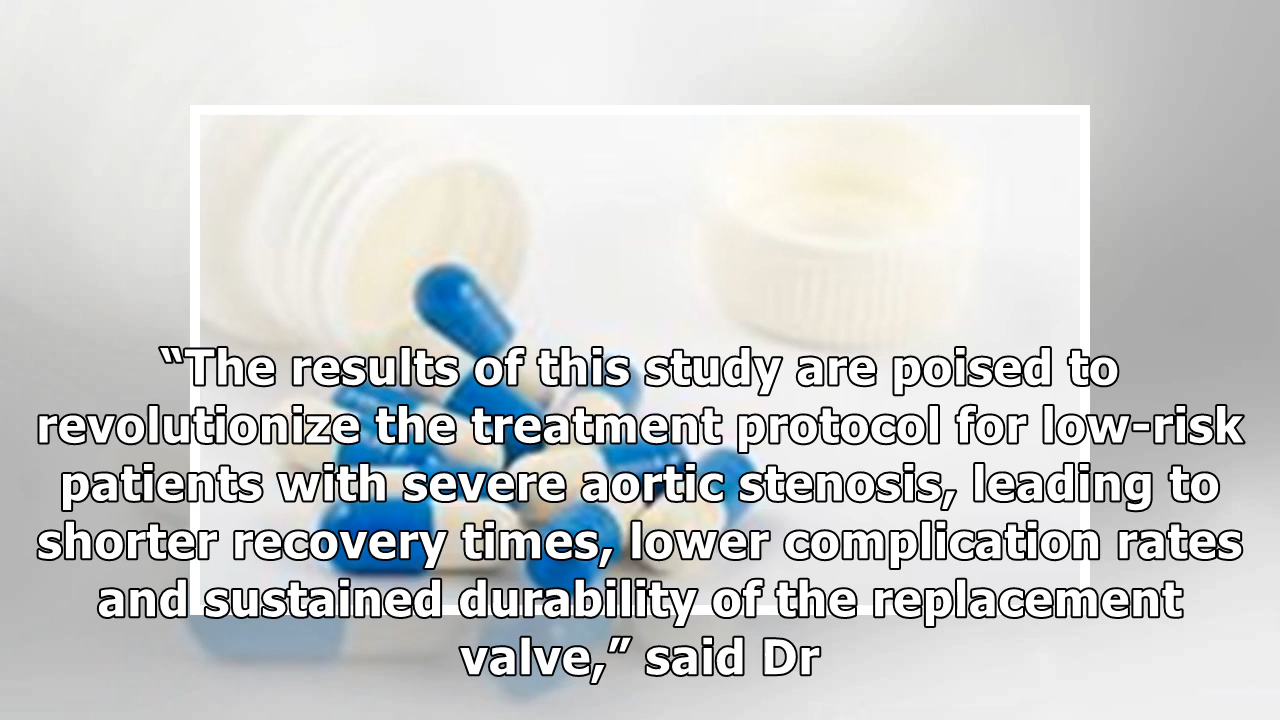 “The results of this study are poised to
revolutionize the treatment protocol for low-risk
patients with severe aortic stenosis, leading to
shorter recovery times, lower complication rates
and sustained durability of the replacement
valve,” said Dr